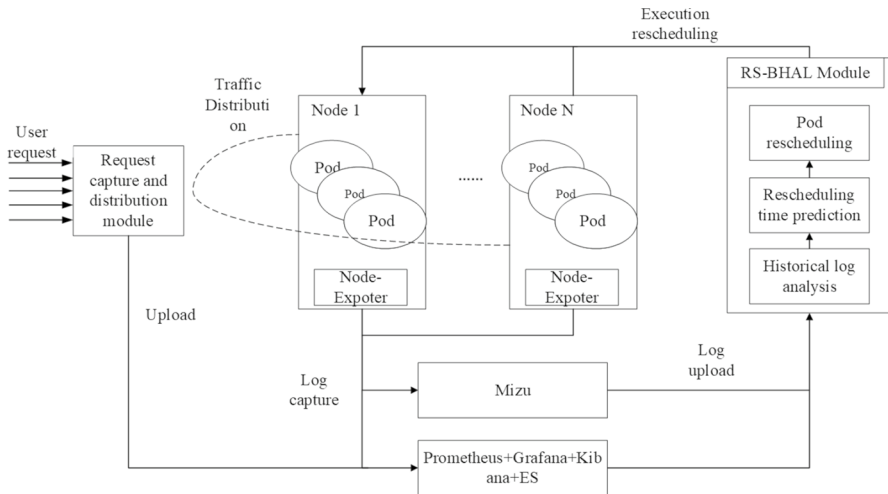 Execution
rescheduling
RS-BHAL Module
Traffic
Distributi
on
Node 1
Node N
User
request
Request
capture and
distribution
module
Pod
Pod
Pod
......
Pod
Pod
Pod
Pod
rescheduling
Rescheduling
time prediction
Historical log
analysis
Node-
Expoter
Node-
Expoter
Upload
Log
capture
Mizu
Log
upload
Prometheus+Grafana+Kib
ana+ES